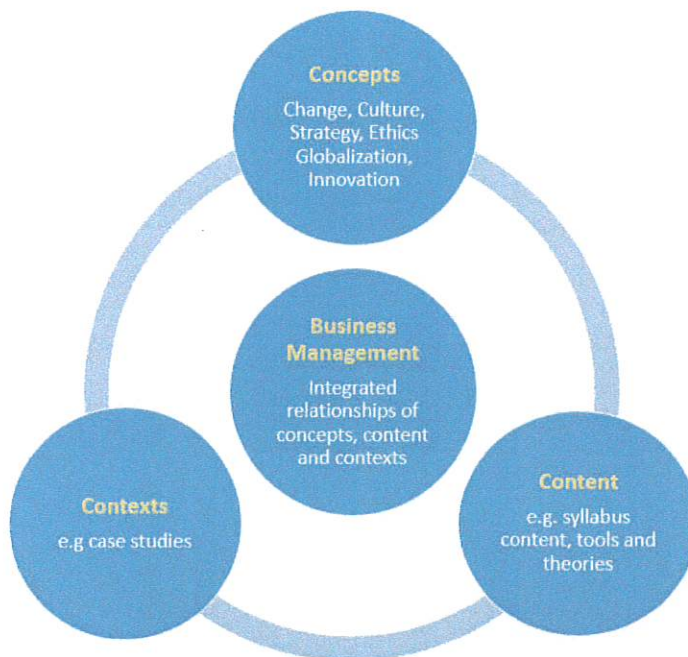 Concepts
Change, Culture,
Strategy, Ethics
Globalization,
Innovation
Business
Management
Integrated
relationships of
concepts, content
and contexts
Contexts
e.g case studies
Content
e.g. syllabus
content, tools and
theories